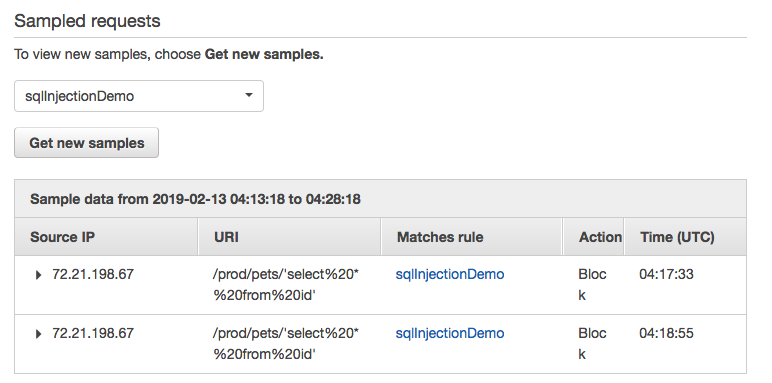 Sampled requests
To view new samples, choose Get new samples.
sqlInjectionDemo
Get new samples
Sample data from 2019-02-13 04:13:18 to 04:28:18
Source IP URI Matches rule Action Time (UTC)
72.21.198.67 /prod/pets/'select%20* sqlInjectionDemo Bloc 04:17:33
%20from%20id' k
72.21.198.67 /prod/pets/'select%20* sqlInjectionDemo Bloc 04:18:55
%20from%20id' k